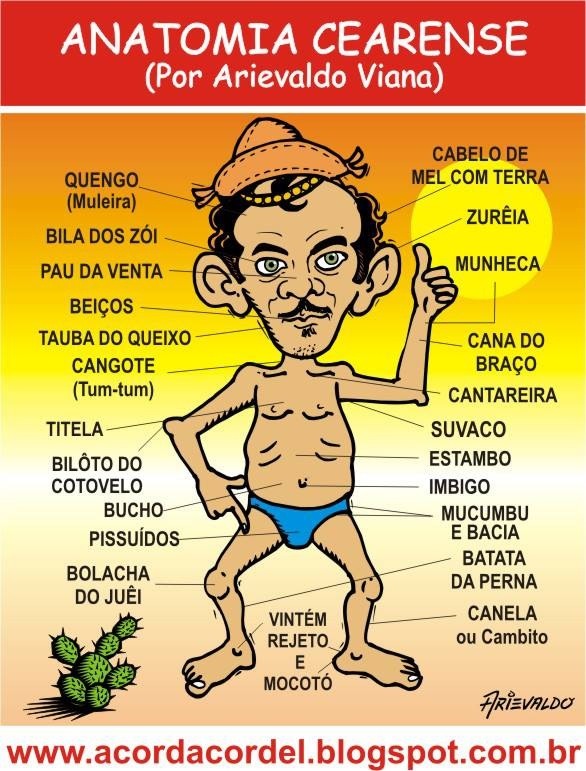 ANATOMIA CEARENSE
(Por Arievaldo Viana)
QUENGO
(Muleira)
BILA DOS ZÓI
PAU DA VENTA
BEIÇOS
TAUBA DO QUEIXO
CANGOTE
(Tum-tum)
TITELA
BILÔTO DO
COTOVELO
BUCHO
PISSUÍDOS
BOLACHA
DO JUÊI
VINTÉM
REJETO
E
MOCOTÓ
CABELO DE
MEL COM TERRA
ZURÊIA
MUNHECA
CANA DO
BRAÇO
CANTAREIRA
SUVACO
ESTAMBO
IMBIGO
MUCUMBU
E BACIA
BATATA
DA PERNA
CANELA
ou Cambito
ARIEVALDO
www.acordacordel.blogspot.com.br